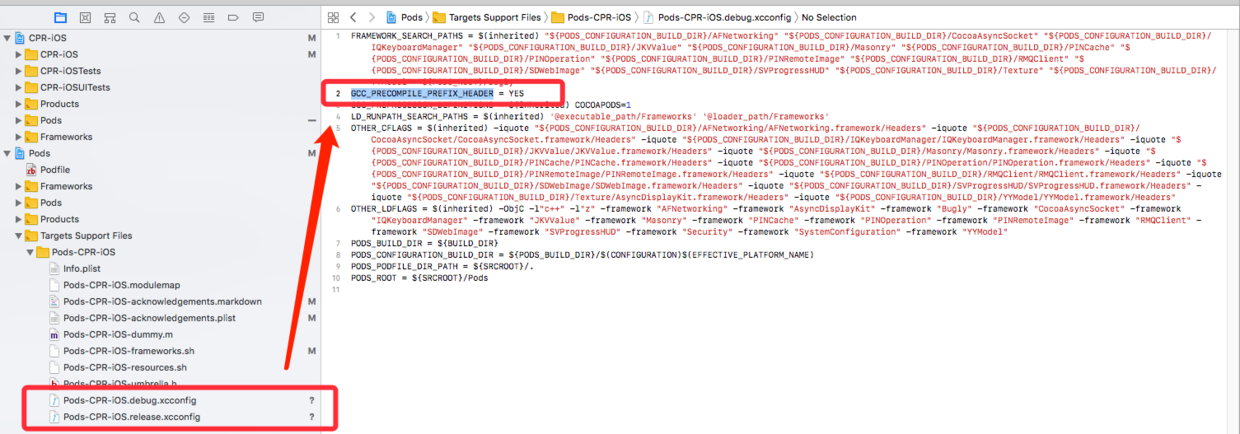 Pods
Targets Support Files
Pods-CPR-iOS
Pods-CPR-iOS.debug.xcconfig
No Selection
CPR-iOS M
CPR-iOS M
CPR-iOSTests
CPR-iOSUITests
Products
Pods
Frameworks
Pods M
Podfile
Frameworks
Pods
Products
Targets Support Files
Pods-CPR-iOS
Info.plist
Pods-CPR-iOS.modulemap
Pods-CPR-iOS-acknowledgements.markdown M
Pods-CPR-iOS-acknowledgements.plist M
Pods-CPR-iOS-dummy.m
Pods-CPR-iOS-frameworks.sh M
Pods-CPR-iOS-resources.sh
Pods-CPR-iOS-umbrella.h
Pods-CPR-iOS.debug.xcconfig ?
Pods-CPR-iOS.release.xcconfig ?
1 FRAMEWORK_SEARCH_PATHS = $(inherited) "${PODS_CONFIGURATION_BUILD_DIR}/AFNetworking" "${PODS_CONFIGURATION_BUILD_DIR}/CocoaAsyncSocket" "${PODS_CONFIGURATION_BUILD_DIR}/
IQKeyboardManager" "${PODS_CONFIGURATION_BUILD_DIR}/JKVValue" "${PODS_CONFIGURATION_BUILD_DIR}/Masonry" "${PODS_CONFIGURATION_BUILD_DIR}/PINCache" "$
{PODS_CONFIGURATION_BUILD_DIR}/PINOperation" "${PODS_CONFIGURATION_BUILD_DIR}/PINRemoteImage" "${PODS_CONFIGURATION_BUILD_DIR}/RMQClient" "$
{PODS_CONFIGURATION_BUILD_DIR}/SDWebImage" "${PODS_CONFIGURATION_BUILD_DIR}/SVProgressHUD" "${PODS_CONFIGURATION_BUILD_DIR}/Texture" "${PODS_CONFIGURATION_BUILD_DIR}/
2 GCC_PRECOMPILE_PREFIX_HEADER = YES
COCOAPODS=1
4 LD_RUNPATH_SEARCH_PATHS = $(inherited) '@executable_path/Frameworks' '@loader_path/Frameworks'
5 OTHER_CFLAGS = $(inherited) -iquote "${PODS_CONFIGURATION_BUILD_DIR}/AFNetworking/AFNetworking.framework/Headers" -iquote "${PODS_CONFIGURATION_BUILD_DIR}/
CocoaAsyncSocket/CocoaAsyncSocket.framework/Headers" -iquote "${PODS_CONFIGURATION_BUILD_DIR}/IQKeyboardManager/IQKeyboardManager.framework/Headers" -iquote "$
{PODS_CONFIGURATION_BUILD_DIR}/JKVValue/JKVValue.framework/Headers" -iquote "${PODS_CONFIGURATION_BUILD_DIR}/Masonry/Masonry.framework/Headers" -iquote "$
{PODS_CONFIGURATION_BUILD_DIR}/PINCache/PINCache.framework/Headers" -iquote "${PODS_CONFIGURATION_BUILD_DIR}/PINOperation/PINOperation.framework/Headers" -iquote "$
{PODS_CONFIGURATION_BUILD_DIR}/PINRemoteImage/PINRemoteImage.framework/Headers" -iquote "${PODS_CONFIGURATION_BUILD_DIR}/RMQClient/RMQClient.framework/Headers" -iquote
"${PODS_CONFIGURATION_BUILD_DIR}/SDWebImage/SDWebImage.framework/Headers" -iquote "${PODS_CONFIGURATION_BUILD_DIR}/SVProgressHUD/SVProgressHUD.framework/Headers" -
iquote "${PODS_CONFIGURATION_BUILD_DIR}/Texture/AsyncDisplayKit.framework/Headers" -iquote "${PODS_CONFIGURATION_BUILD_DIR}/YYModel/YYModel.framework/Headers"
6 OTHER_LDFLAGS = $(inherited) -ObjC -l"c++" -l"z" -framework "AFNetworking" -framework "AsyncDisplayKit" -framework "Bugly" -framework "CocoaAsyncSocket" -framework
"IQKeyboardManager" -framework "JKVValue" -framework "Masonry" -framework "PINCache" -framework "PINOperation" -framework "PINRemoteImage" -framework "RMQClient" -
framework "SDWebImage" -framework "SVProgressHUD" -framework "Security" -framework "SystemConfiguration" -framework "YYModel"
7 PODS_BUILD_DIR = ${BUILD_DIR}
8 PODS_CONFIGURATION_BUILD_DIR = ${PODS_BUILD_DIR}/$(CONFIGURATION)$(EFFECTIVE_PLATFORM_NAME)
9 PODS_PODFILE_DIR_PATH = ${SRCROOT}/.
10 PODS_ROOT = ${SRCROOT}/Pods
11